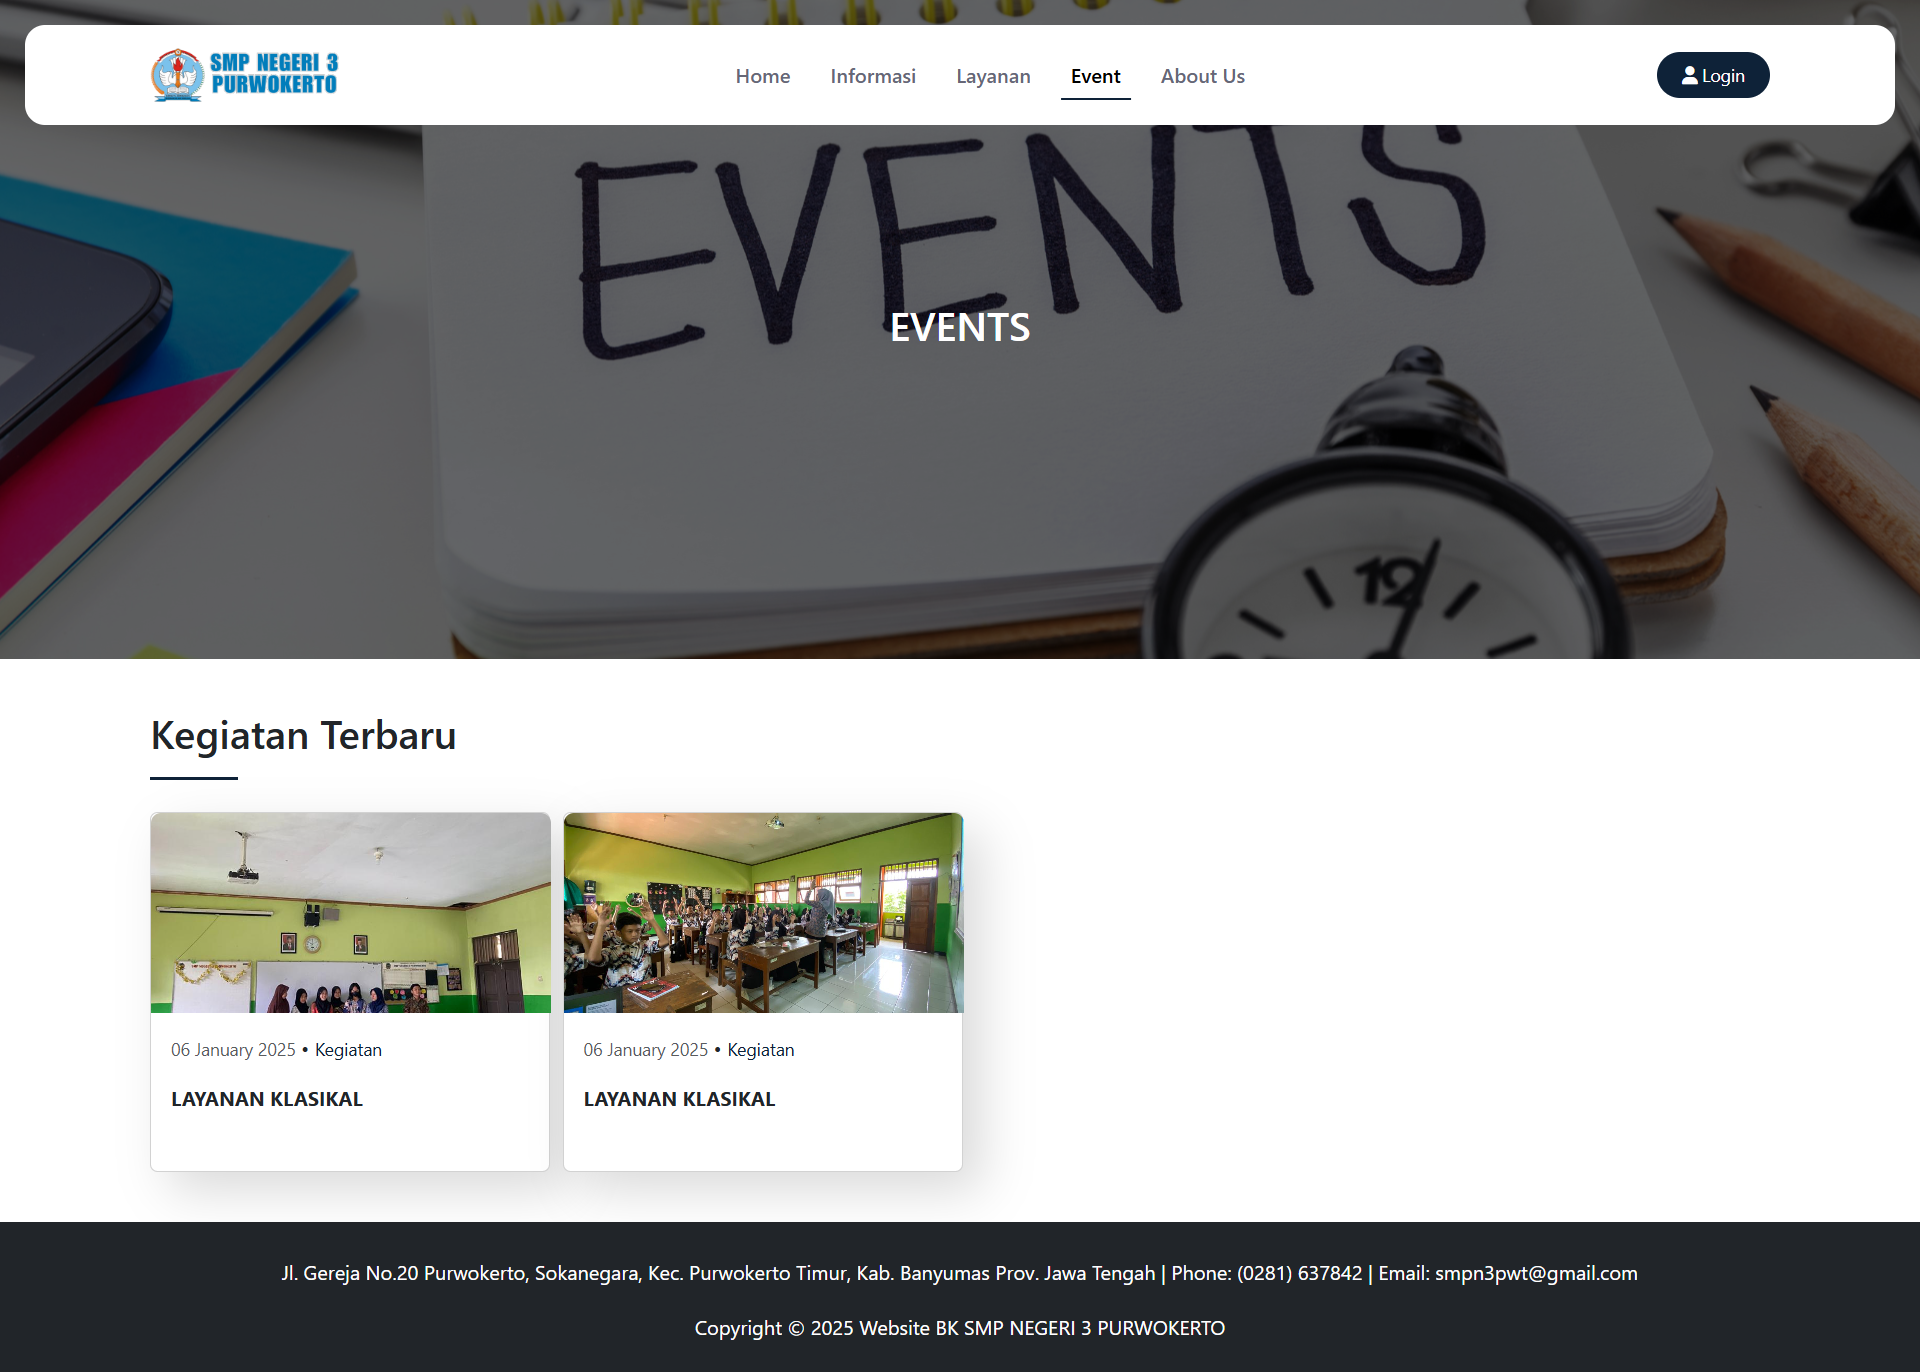 SMP NEGERI 3
PURWOKERTO
Home
Informasi
Layanan
Event
About Us
Login
EVENTS
EVENTS
12
Kegiatan Terbaru
06 January 2025 • Kegiatan
LAYANAN KLASIKAL
06 January 2025 • Kegiatan
LAYANAN KLASIKAL
Jl. Gereja No.20 Purwokerto, Sokanegara, Kec. Purwokerto Timur, Kab. Banyumas Prov. Jawa Tengah | Phone: (0281) 637842 | Email: smpn3pwt@gmail.com
Copyright © 2025 Website BK SMP NEGERI 3 PURWOKERTO